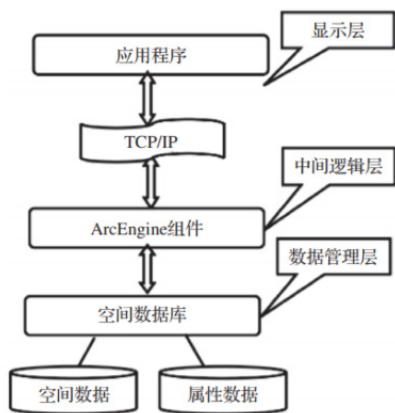 显示层
应用程序
TCP/IP
中间逻辑层
ArcEngine组件
数据管理层
空间数据库
空间数据
属性数据